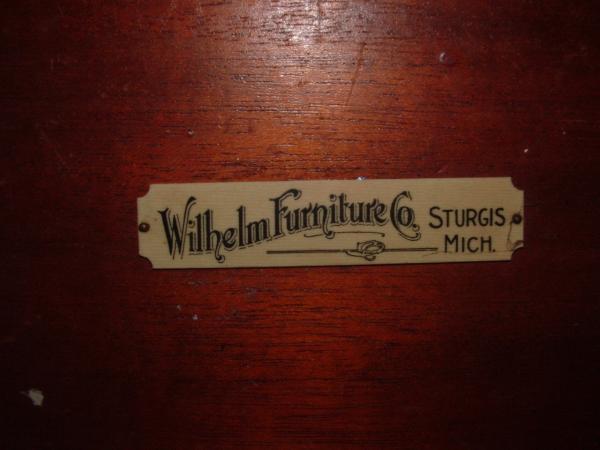 Wilhelm Furniture Co. STURGIS
MICH.